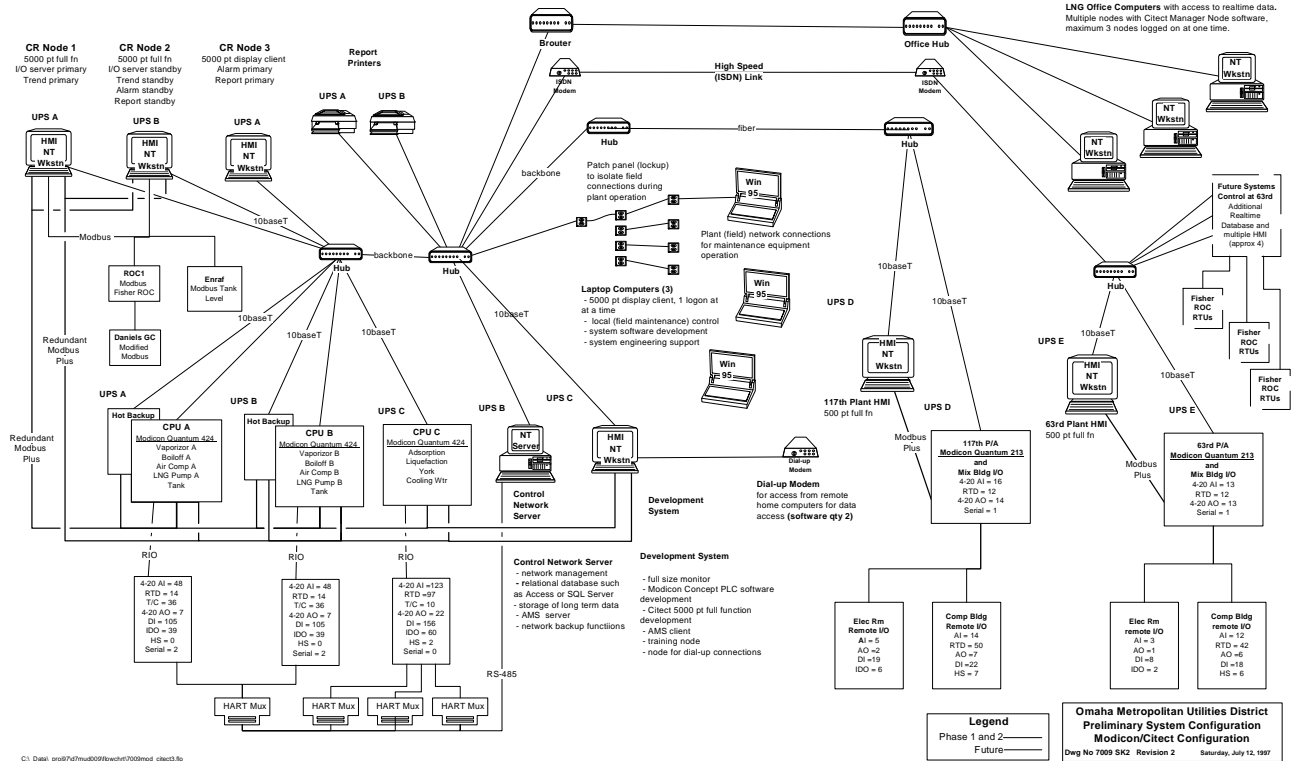 LNG Office Computers with access to realtime data.
Multiple nodes with Citect Manager Node software,
maximum 3 nodes logged on at one time.
Brouter
Office Hub
CR Node 1
5000 pt full fn
I/O server primary
Trend primary
CR Node 2
5000 pt full fn
I/O server standby
Trend standby
Alarm standby
Report standby
CR Node 3
5000 pt display client
Alarm primary
Report primary
Report
Printers
High Speed
(ISDN) Link
ISDN
Modem
ISDN
Modem
NT
Wkstn
NT
Wkstn
NT
Wkstn
UPS A
UPS B
UPS A
UPS A
UPS B
HMI
NT
Wkstn
HMI
NT
Wkstn
HMI
NT
Wkstn
Hub
fiber
Hub
backbone
Patch panel (lockup)
to isolate field
connections during
plant operation
Win
95
Plant (field) network connections
for maintenance equipment
operation
Future Systems
Control at 63rd
Additional
Realtime
Database and
multiple HMI
(approx 4)
10baseT
Modbus
Hub
backbone
Hub
10baseT
10baseT
Hub
ROC1
Modbus
Fisher ROC
Enraf
Modbus Tank
Level
Daniels GC
Modified
Modbus
Laptop Computers (3)
- 5000 pt display client, 1 logon at
at a time
- local (field maintenance) control
- system software development
- system engineering support
Win
95
Win
95
UPS D
HMI
NT
Wkstn
117th Plant HMI
500 pt full fn
UPS E
HMI
NT
Wkstn
63rd Plant HMI
500 pt full fn
10baseT
10baseT
Fisher
ROC
RTUs
Fisher
ROC
RTUs
Fisher
ROC
RTUs
10baseT
10baseT
10baseT
10baseT
Redundant
Modbus
Plus
Redundant
Modbus
Plus
UPS A
Hot Backup
CPU A
Modicon Quantum 424
Vaporizor A
Boiloff A
Air Comp A
LNG Pump A
Tank
UPS B
Hot Backup
CPU B
Modicon Quantum 424
Vaporizor B
Boiloff B
Air Comp B
LNG Pump B
Tank
UPS C
CPU C
Modicon Quantum 424
Adsorption
Liquefaction
York
Cooling Wtr
UPS B
NT
Server
Control
Network
Server
UPS C
HMI
NT
Wkstn
Development
System
Dial-up
Modem
Dial-up Modem
for access from remote
home computers for data
access (software qty 2)
UPS D
Modbus
Plus
117th P/A
Modicon Quantum 213
and
Mix Bldg I/O
4-20 AI = 16
RTD = 12
4-20 AO = 14
Serial = 1
UPS E
Modbus
Plus
63rd P/A
Modicon Quantum 213
and
Mix Bldg I/O
4-20 AI = 13
RTD = 12
4-20 AO = 13
Serial = 1
RIO
RIO
RIO
4-20 AI = 48
RTD = 14
T/C = 36
4-20 AO = 7
DI = 105
IDO = 39
HS = 0
Serial = 2
4-20 AI = 48
RTD = 14
T/C = 36
4-20 AO = 7
DI = 105
IDO = 39
HS = 0
Serial = 2
4-20 AI =123
RTD =97
T/C = 10
4-20 AO = 22
DI = 156
IDO = 60
HS = 2
Serial = 0
RS-485
Control Network Server
- network management
- relational database such
as Access or SQL Server
- storage of long term data
- AMS server
- network backup functiions
Development System
- full size monitor
- Modicon Concept PLC software
development
- Citect 5000 pt full function
development
- AMS client
- training node
- node for dial-up connections
Elec Rm
Remote I/O
AI = 5
AO =2
DI =19
IDO = 6
Comp Bldg
Remote I/O
AI = 14
RTD = 50
AO =7
DI =22
HS = 7
Elec Rm
remote I/O
AI = 3
AO =1
DI =8
IDO = 2
Comp Bldg
remote I/O
AI = 12
RTD = 42
AO =6
DI =18
HS = 6
HART Mux
HART Mux
HART Mux
HART Mux
Legend
Phase 1 and 2
Future
Omaha Metropolitan Utilities District
Preliminary System Configuration
Modicon/Citect Configuration
Dwg No 7009 SK2 Revision 2 Saturday, July 12, 1997
C:\_Data\_proj97\d7mud009\flowchrt\7009mod_citect3.flo